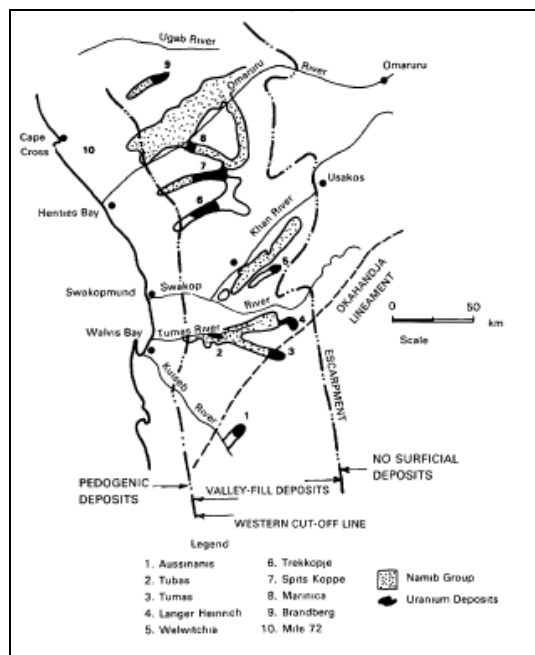 Ugab River
9
Omaruru
River
Omaruru
Cape
Cross
10
8
7
6
Usakos
Henties Bay
Khan River
5
Swakopmund
Swakop
River
OKAHANDJA
LINEAMENT
0 50
km
Scale
Walvis Bay
Tumas River
4
2
3
ESCARPMENT
Kuiseb
River
1
NO SURFICIAL
DEPOSITS
PEDOGENIC
DEPOSITS
VALLEY-FILL DEPOSITS
WESTERN CUT-OFF LINE
Legend
1. Aussinanis
2. Tubas
3. Tumas
4. Langer Heinrich
5. Welwitchia
6. Trekkopje
7. Spits Koppe
8. Marinica
9. Brandberg
10. Mile 72
Namib Group
Uranium Deposits